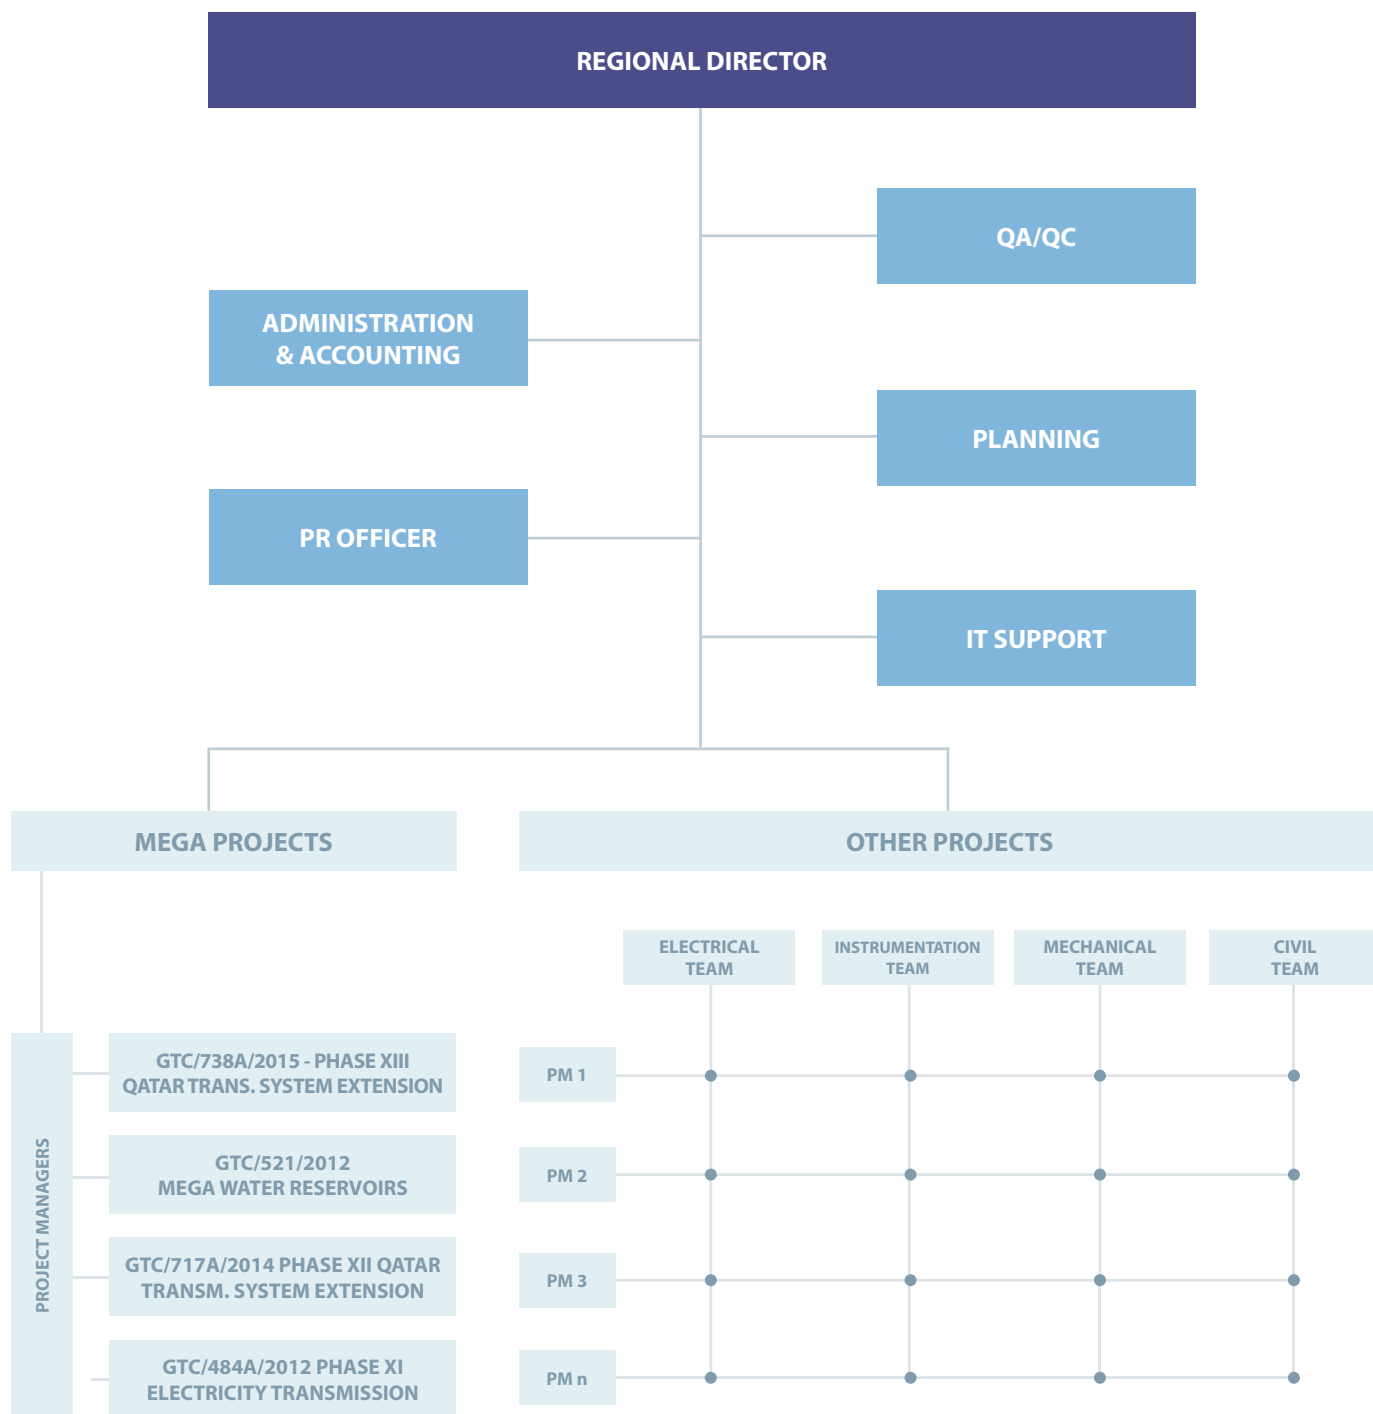 REGIONAL DIRECTOR
QA/QC
ADMINISTRATION
& ACCOUNTING
PLANNING
PR OFFICER
IT SUPPORT
MEGA PROJECTS
OTHER PROJECTS
ELECTRICAL
TEAM
INSTRUMENTATION
TEAM
MECHANICAL
TEAM
CIVIL
TEAM
PROJECT MANAGERS
GTC/738A/2015 - PHASE XIII
QATAR TRANS. SYSTEM EXTENSION
GTC/521/2012
MEGA WATER RESERVOIRS
GTC/717A/2014 PHASE XII QATAR
TRANSM. SYSTEM EXTENSION
GTC/484A/2012 PHASE XI
ELECTRICITY TRANSMISSION
PM 1
PM 2
PM 3
PM n